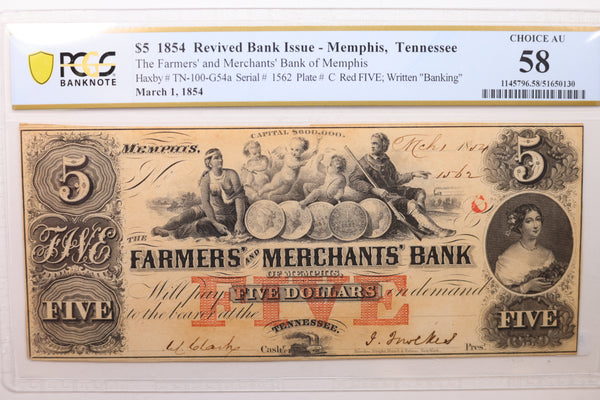 $5 1854 Revived Bank Issue - Memphis, Tennessee
The Farmers' and Merchants' Bank of Memphis
Haxby # TN-100-G54a Serial # 1562 Plate # C Red FIVE; Written "Banking"
March 1, 1854
PCGS
BANKNOTE
CHOICE AU
58
1145796.58/51650130
CAPITAL $600,000.
MEMPHIS,
Mch 1 1854
5
5
1562
C
FIVE
THE
FARMERS' AND MERCHANTS' BANK
OF MEMPHIS,
Will pay FIVE DOLLARS on demand
FIVE
to the bearer at the
FIVE
FIVE
TENNESSEE.
Cashr.
Prest.